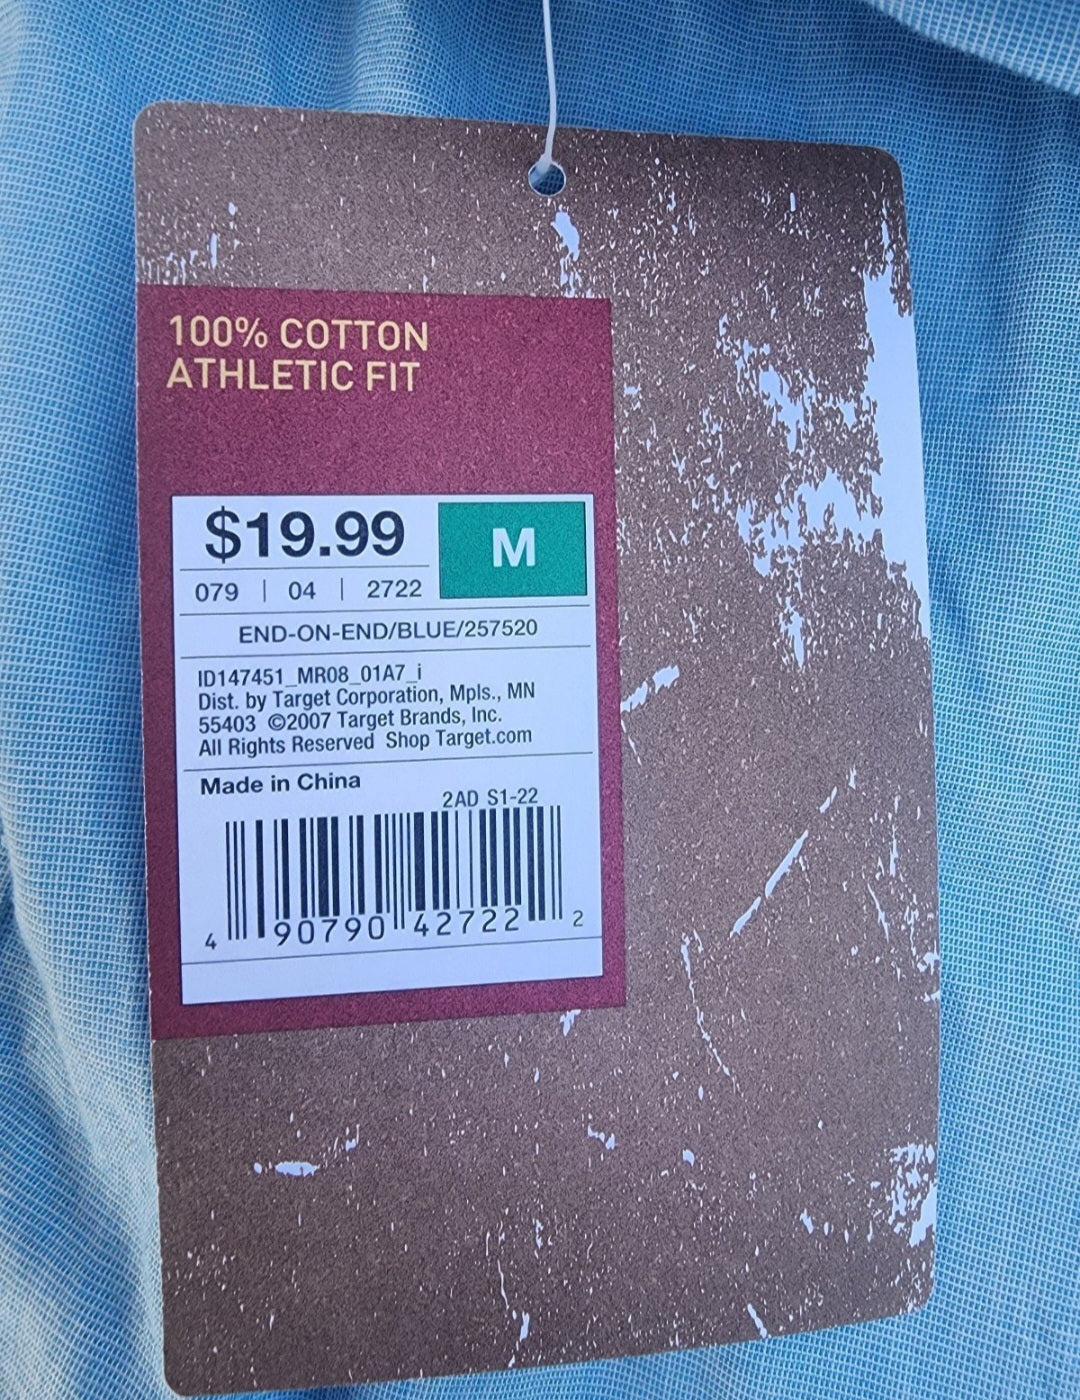 100% COTTON
ATHLETIC FIT
$19.99
M
079 | 04 | 2722
END-ON-END/BLUE/257520
ID147451_MR08_01A7_i
Dist. by Target Corporation, Mpls., MN
55403 ©2007 Target Brands, Inc.
All Rights Reserved Shop Target.com
Made in China
2AD S1-22
4 90790 42722 2